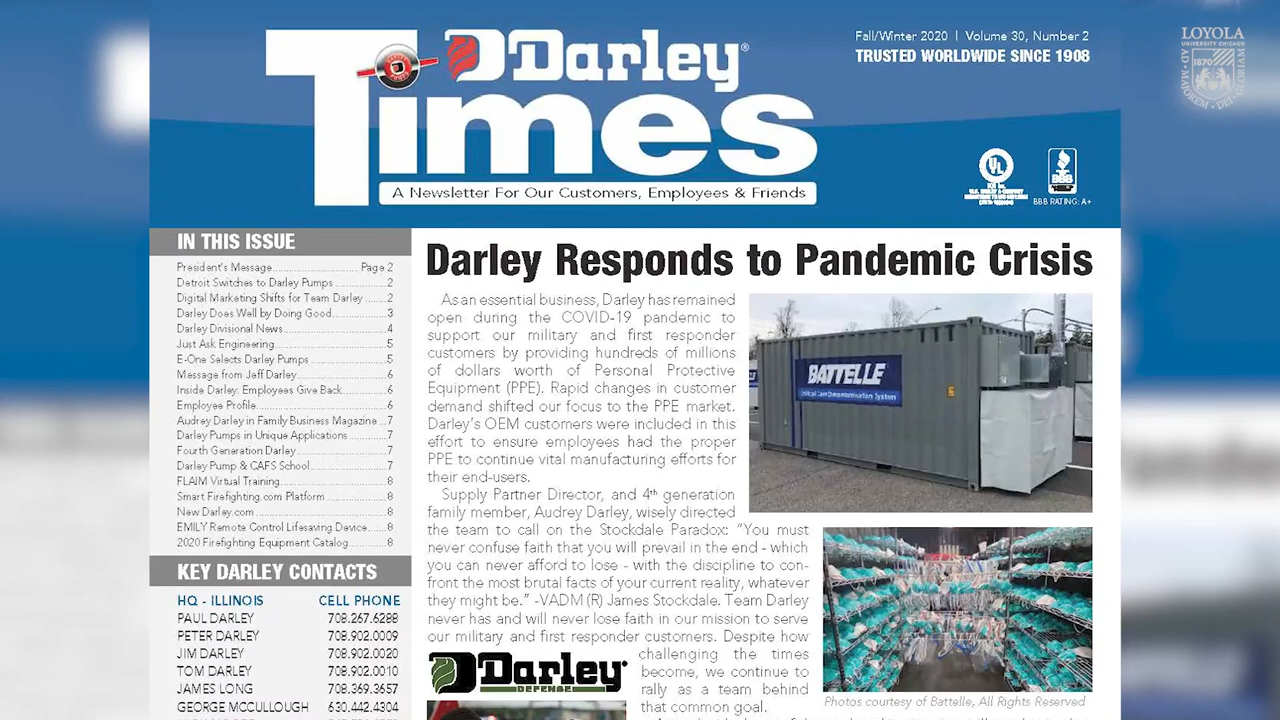 Darley®
Times
A Newsletter For Our Customers, Employees & Friends
Fall/Winter 2020 | Volume 30, Number 2
TRUSTED WORLDWIDE SINCE 1908
LOYOLA
UNIVERSITY CHICAGO
1870
AD • MAJOREM • DEI • GLORIAM
UL
BBB
BBB RATING: A+
IN THIS ISSUE
President's Message............................Page 2
Detroit Switches to Darley Pumps................2
Digital Marketing Shifts for Team Darley.......2
Darley Does Well by Doing Good................3
Darley Divisional News..............................4
Just Ask Engineering.................................5
E-One Selects Darley Pumps.......................5
Message from Jeff Darley...........................6
Inside Darley: Employees Give Back.............6
Employee Profile......................................6
Audrey Darley in Family Business Magazine...7
Darley Pumps in Unique Applications...........7
Fourth Generation Darley...........................7
Darley Pump & CAFS School.......................7
FLAIM Virtual Training...............................8
Smart Firefighting.com Platform..................8
New Darley.com......................................8
EMILY Remote Control Lifesaving Device......8
2020 Firefighting Equipment Catalog............8
KEY DARLEY CONTACTS
HQ - ILLINOIS CELL PHONE
PAUL DARLEY 708.267.6288
PETER DARLEY 708.902.0009
JIM DARLEY 708.902.0020
TOM DARLEY 708.902.0010
JAMES LONG 708.369.3657
GEORGE MCCULLOUGH 630.442.4304
Darley Responds to Pandemic Crisis
As an essential business, Darley has remained
open during the COVID-19 pandemic to
support our military and first responder
customers by providing hundreds of millions
of dollars worth of Personal Protective
Equipment (PPE). Rapid changes in customer
demand shifted our focus to the PPE market.
Darley's OEM customers were included in this
effort to ensure employees had the proper
PPE to continue vital manufacturing efforts for
their end-users.
Supply Partner Director, and 4th generation
family member, Audrey Darley, wisely directed
the team to call on the Stockdale Paradox: "You must
never confuse faith that you will prevail in the end - which
you can never afford to lose - with the discipline to con-
front the most brutal facts of your current reality, whatever
they might be." -VADM (R) James Stockdale. Team Darley
never has and will never lose faith in our mission to serve
our military and first responder customers. Despite how
challenging the times
become, we continue to
rally as a team behind
that common goal.
Darley
DEFENSE
BATTELLE
Critical Care Decontamination System
Photos courtesy of Battelle, All Rights Reserved